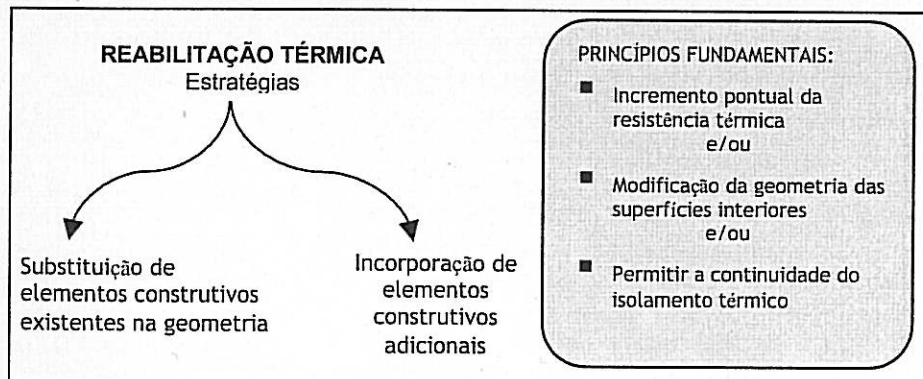 REABILITAÇÃO TÉRMICA
Estratégias
Substituição de
elementos construtivos
existentes na geometria
Incorporação de
elementos
construtivos
adicionais
PRINCÍPIOS FUNDAMENTAIS:
■ Incremento pontual da
resistência térmica
e/ou
■ Modificação da geometria das
superfícies interiores
e/ou
■ Permitir a continuidade do
isolamento térmico